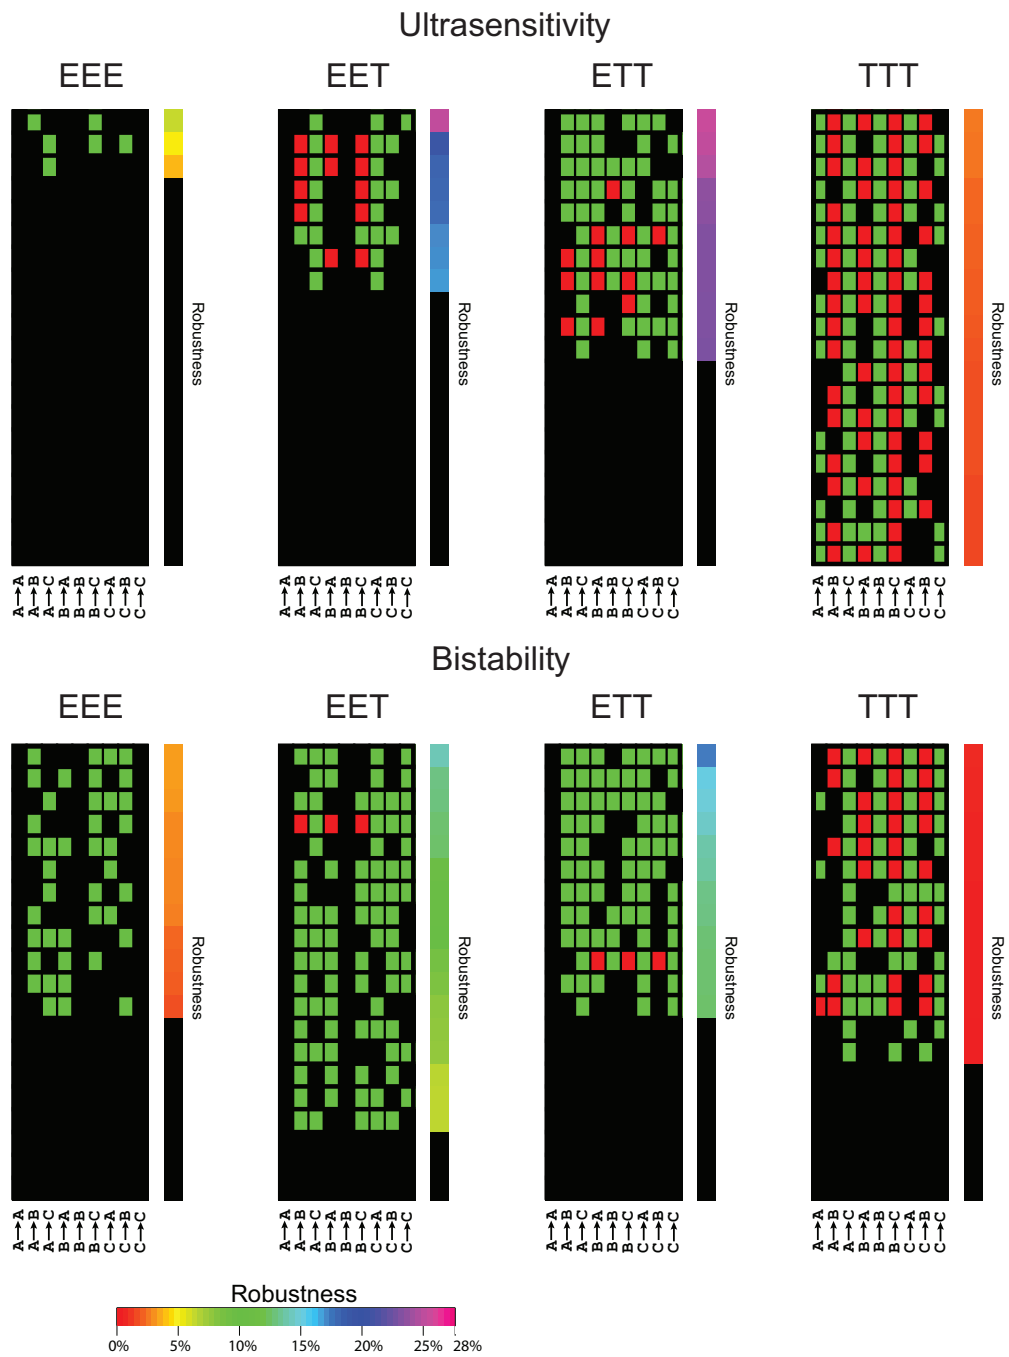 Ultrasensitivity
EEE EET ETT TTT
Robustness Robustness Robustness Robustness
A→A A→B A→C B→A B→B B→C C→A C→B C→C A→A A→B A→C B→A B→B B→C C→A C→B C→C A→A A→B A→C B→A B→B B→C C→A C→B C→C A→A A→B A→C B→A B→B B→C C→A C→B C→C
Bistability
EEE EET ETT TTT
Robustness Robustness Robustness Robustness
A→A A→B A→C B→A B→B B→C C→A C→B C→C A→A A→B A→C B→A B→B B→C C→A C→B C→C A→A A→B A→C B→A B→B B→C C→A C→B C→C A→A A→B A→C B→A B→B B→C C→A C→B C→C
Robustness
0% 5% 10% 15% 20% 25% 28%